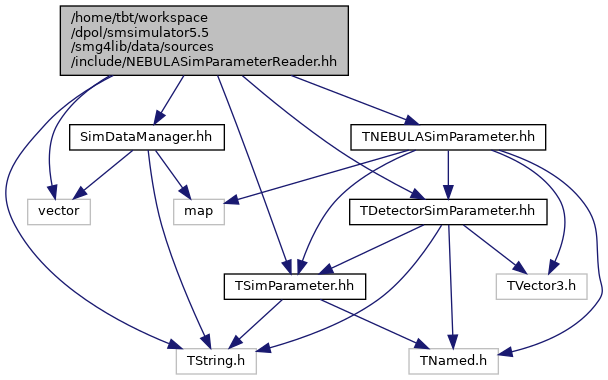 /home/tbt/workspace
/dpol/smsimulator5.5
/smg4lib/data/sources
/include/NEBULASimParameterReader.hh
SimDataManager.hh
TNEBULASimParameter.hh
vector
map
TDetectorSimParameter.hh
TSimParameter.hh
TVector3.h
TString.h
TNamed.h